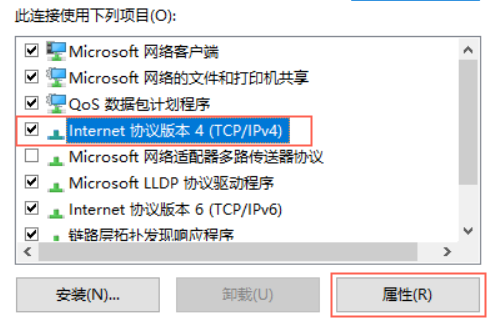 此连接使用下列项目(O):
Microsoft 网络客户端
Microsoft 网络的文件和打印机共享
QoS 数据包计划程序
Internet 协议版本 4 (TCP/IPv4)
Microsoft 网络适配器多路传送器协议
Microsoft LLDP 协议驱动程序
Internet 协议版本 6 (TCP/IPv6)
链路层拓扑发现响应程序
安装(N)...
卸载(U)
属性(R)